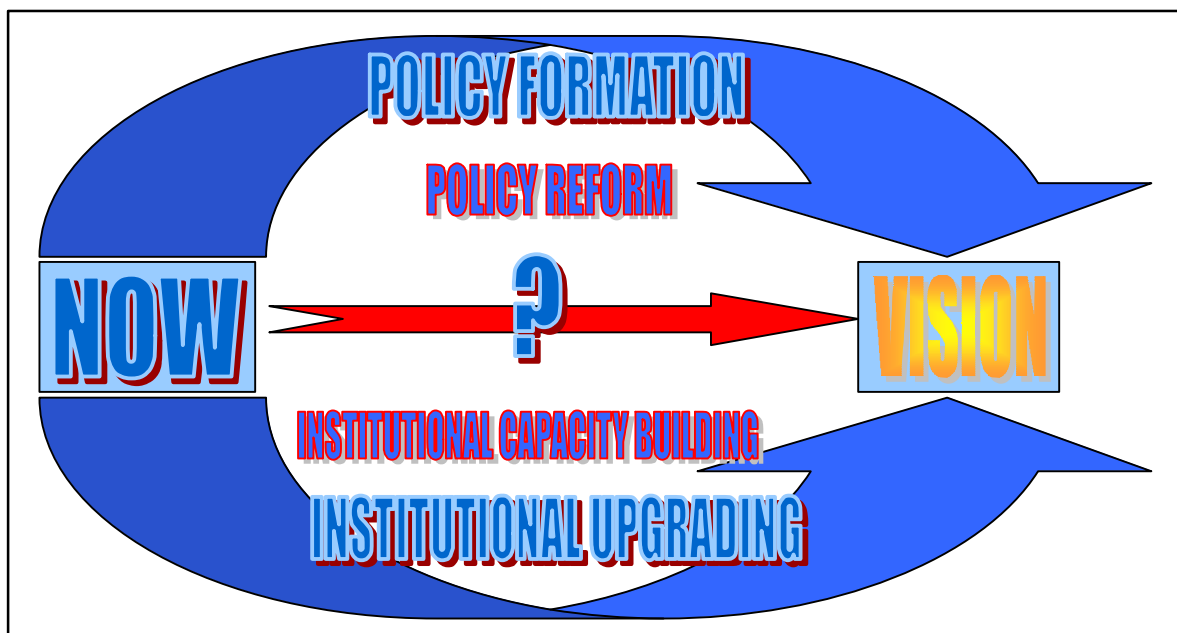 POLICY FORMATION
POLICY REFORM
NOW
?
VISION
INSTITUTIONAL CAPACITY BUILDING
INSTITUTIONAL UPGRADING